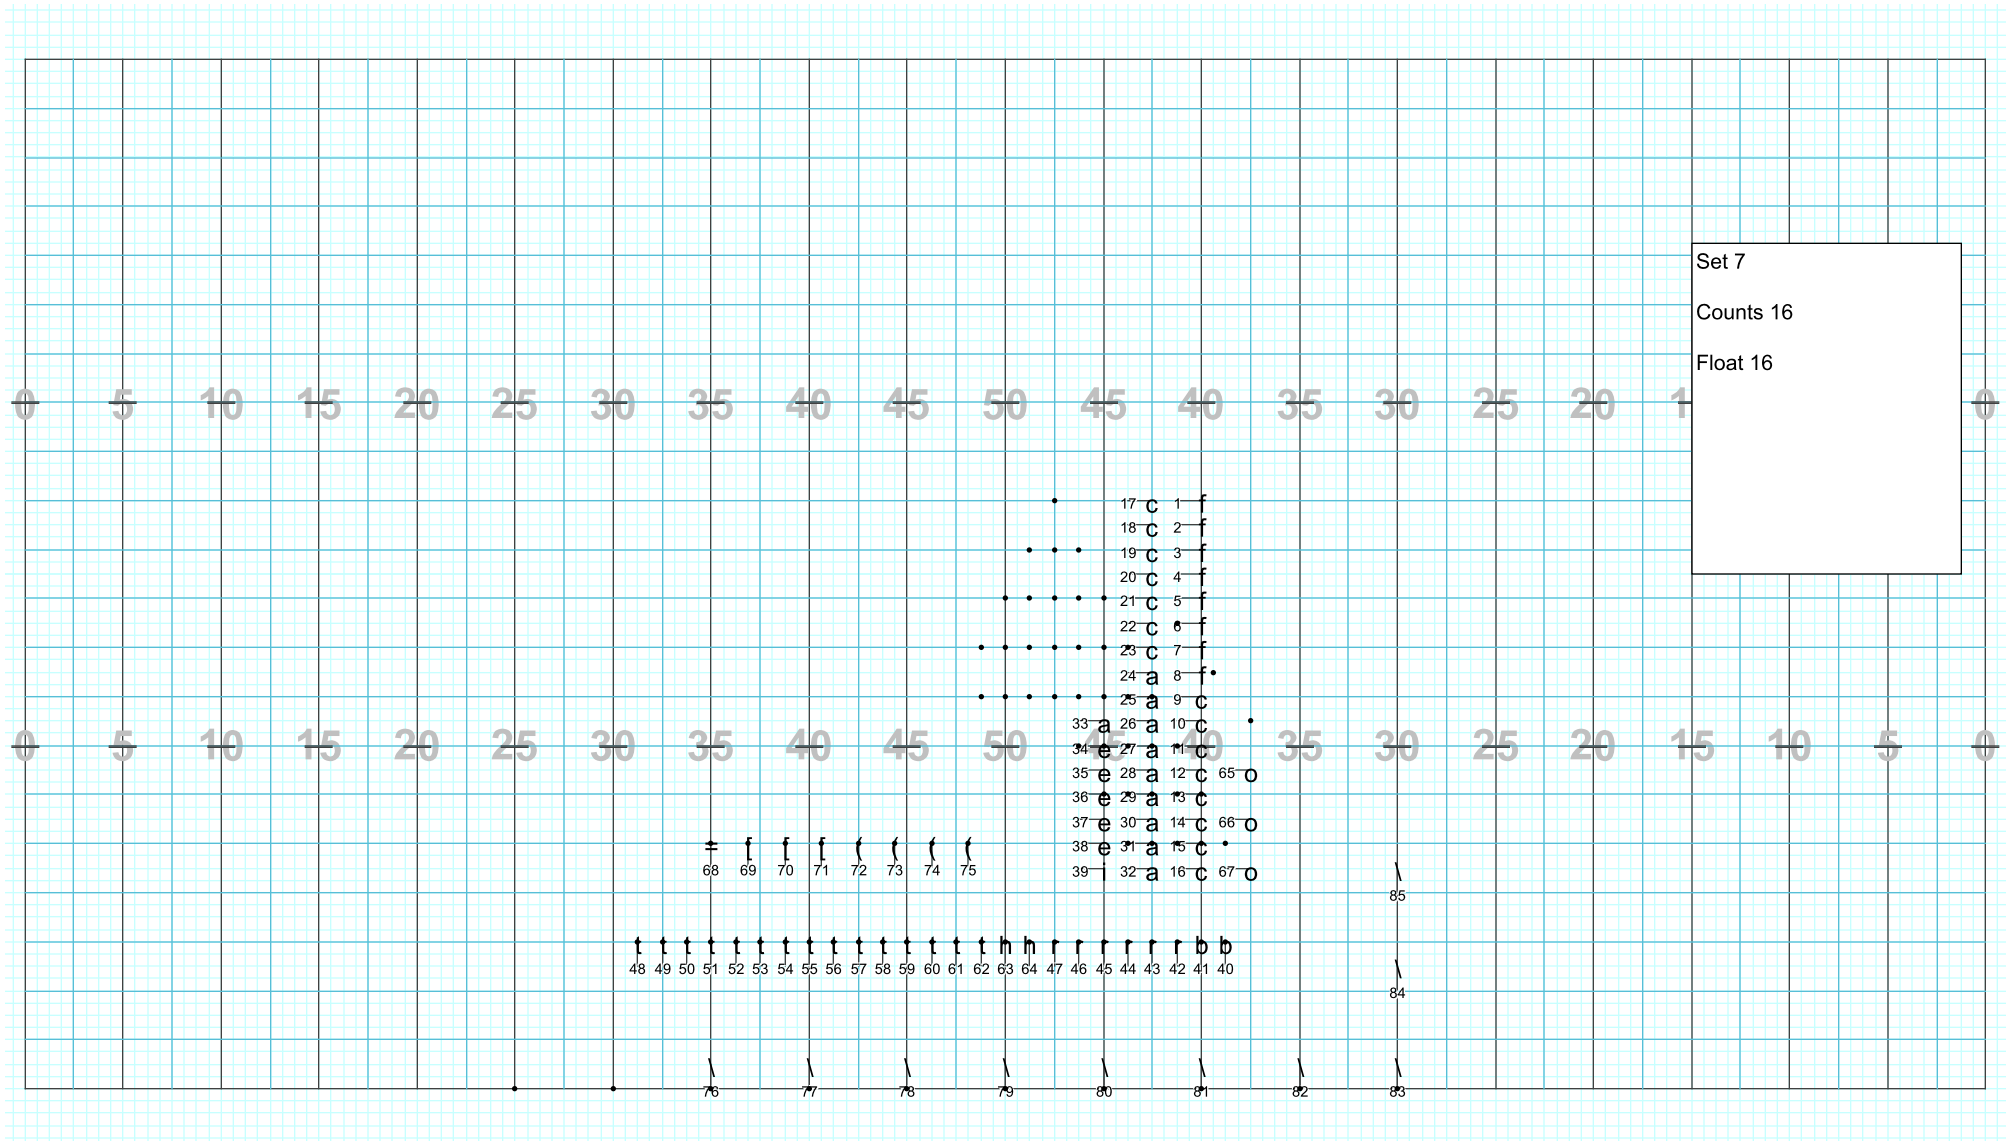 Set 7
Counts 16
Float 16
0 5 10 15 20 25 30 35 40 45 50 45 40 35 30 25 20 1 0
17 c 1 f
18 c 2 f
19 c 3 f
20 c 4 f
21 c 5 f
22 c 6 f
23 c 7 f
24 a 8 f
25 a 9 c
33 a 26 a 10 c
0 5 10 15 20 25 30 35 40 45 50 45 40 35 30 25 20 15 10 5 0
34 e 27 a 11 c
35 e 28 a 12 c 65 o
36 e 29 a 13 c
37 e 30 a 14 c 66 o
= [ [ [ ( ( ( ( 38 e 31 a 15 c
68 69 70 71 72 73 74 75 39 i 32 a 16 c 67 o \
85
t t t t t t t t t t t t t t t h h r r r r r r b b
48 49 50 51 52 53 54 55 56 57 58 59 60 61 62 63 64 47 46 45 44 43 42 41 40 \
84
\ \ \ \ \ \ \ \
76 77 78 79 80 81 82 83